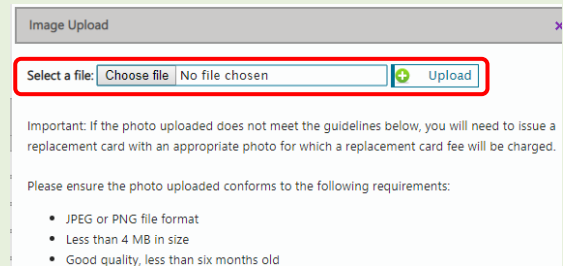 Image Upload ×
Select a file: Choose file No file chosen Upload
Important: If the photo uploaded does not meet the guidelines below, you will need to issue a
replacement card with an appropriate photo for which a replacement card fee will be charged.
Please ensure the photo uploaded conforms to the following requirements:
• JPEG or PNG file format
• Less than 4 MB in size
• Good quality, less than six months old